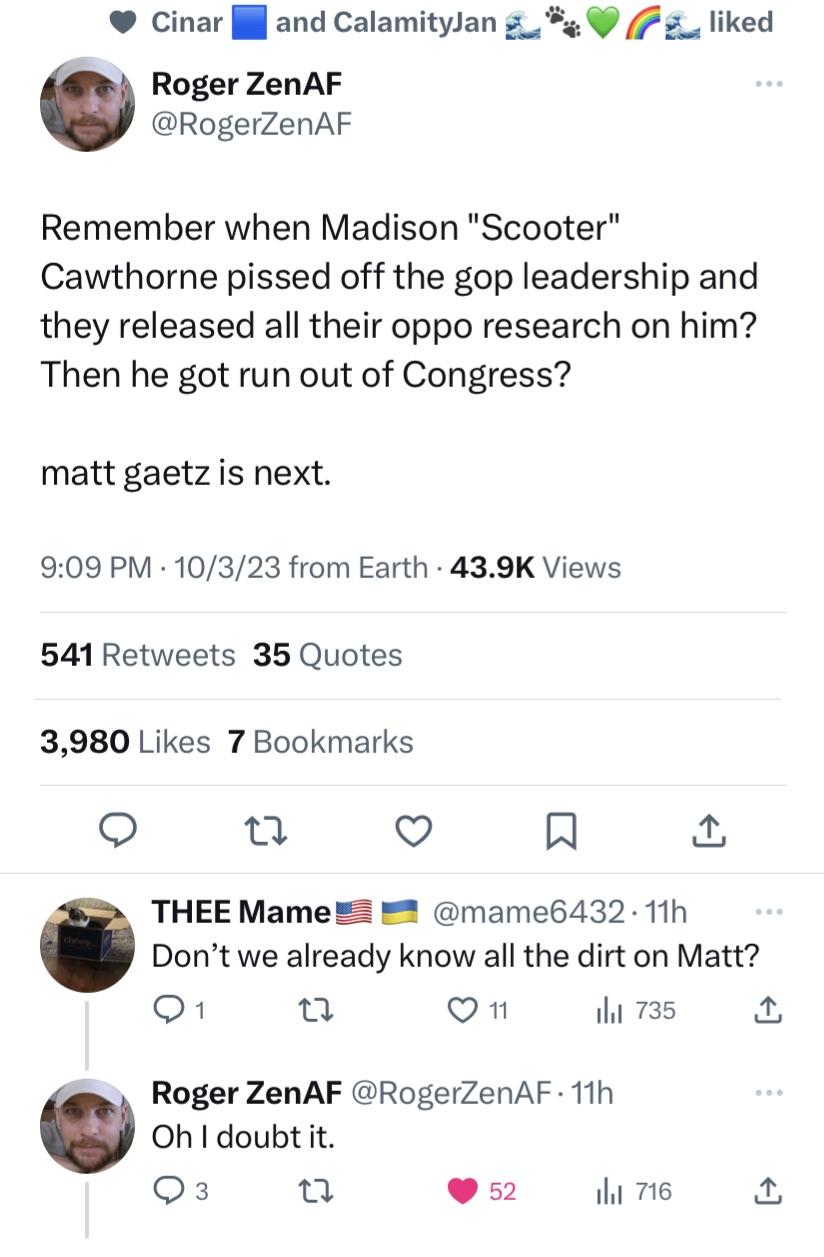 Cinar 🟦 and CalamityJan 🌊🐾💚🌈🌊 liked
Roger ZenAF
@RogerZenAF
Remember when Madison "Scooter"
Cawthorne pissed off the gop leadership and
they released all their oppo research on him?
Then he got run out of Congress?
matt gaetz is next.
9:09 PM · 10/3/23 from Earth · 43.9K Views
541 Retweets 35 Quotes
3,980 Likes 7 Bookmarks
THEE Mame🇺🇸 🇺🇦 @mame6432 · 11h
Don’t we already know all the dirt on Matt?
1 11 735
Roger ZenAF @RogerZenAF · 11h
Oh I doubt it.
3 52 716